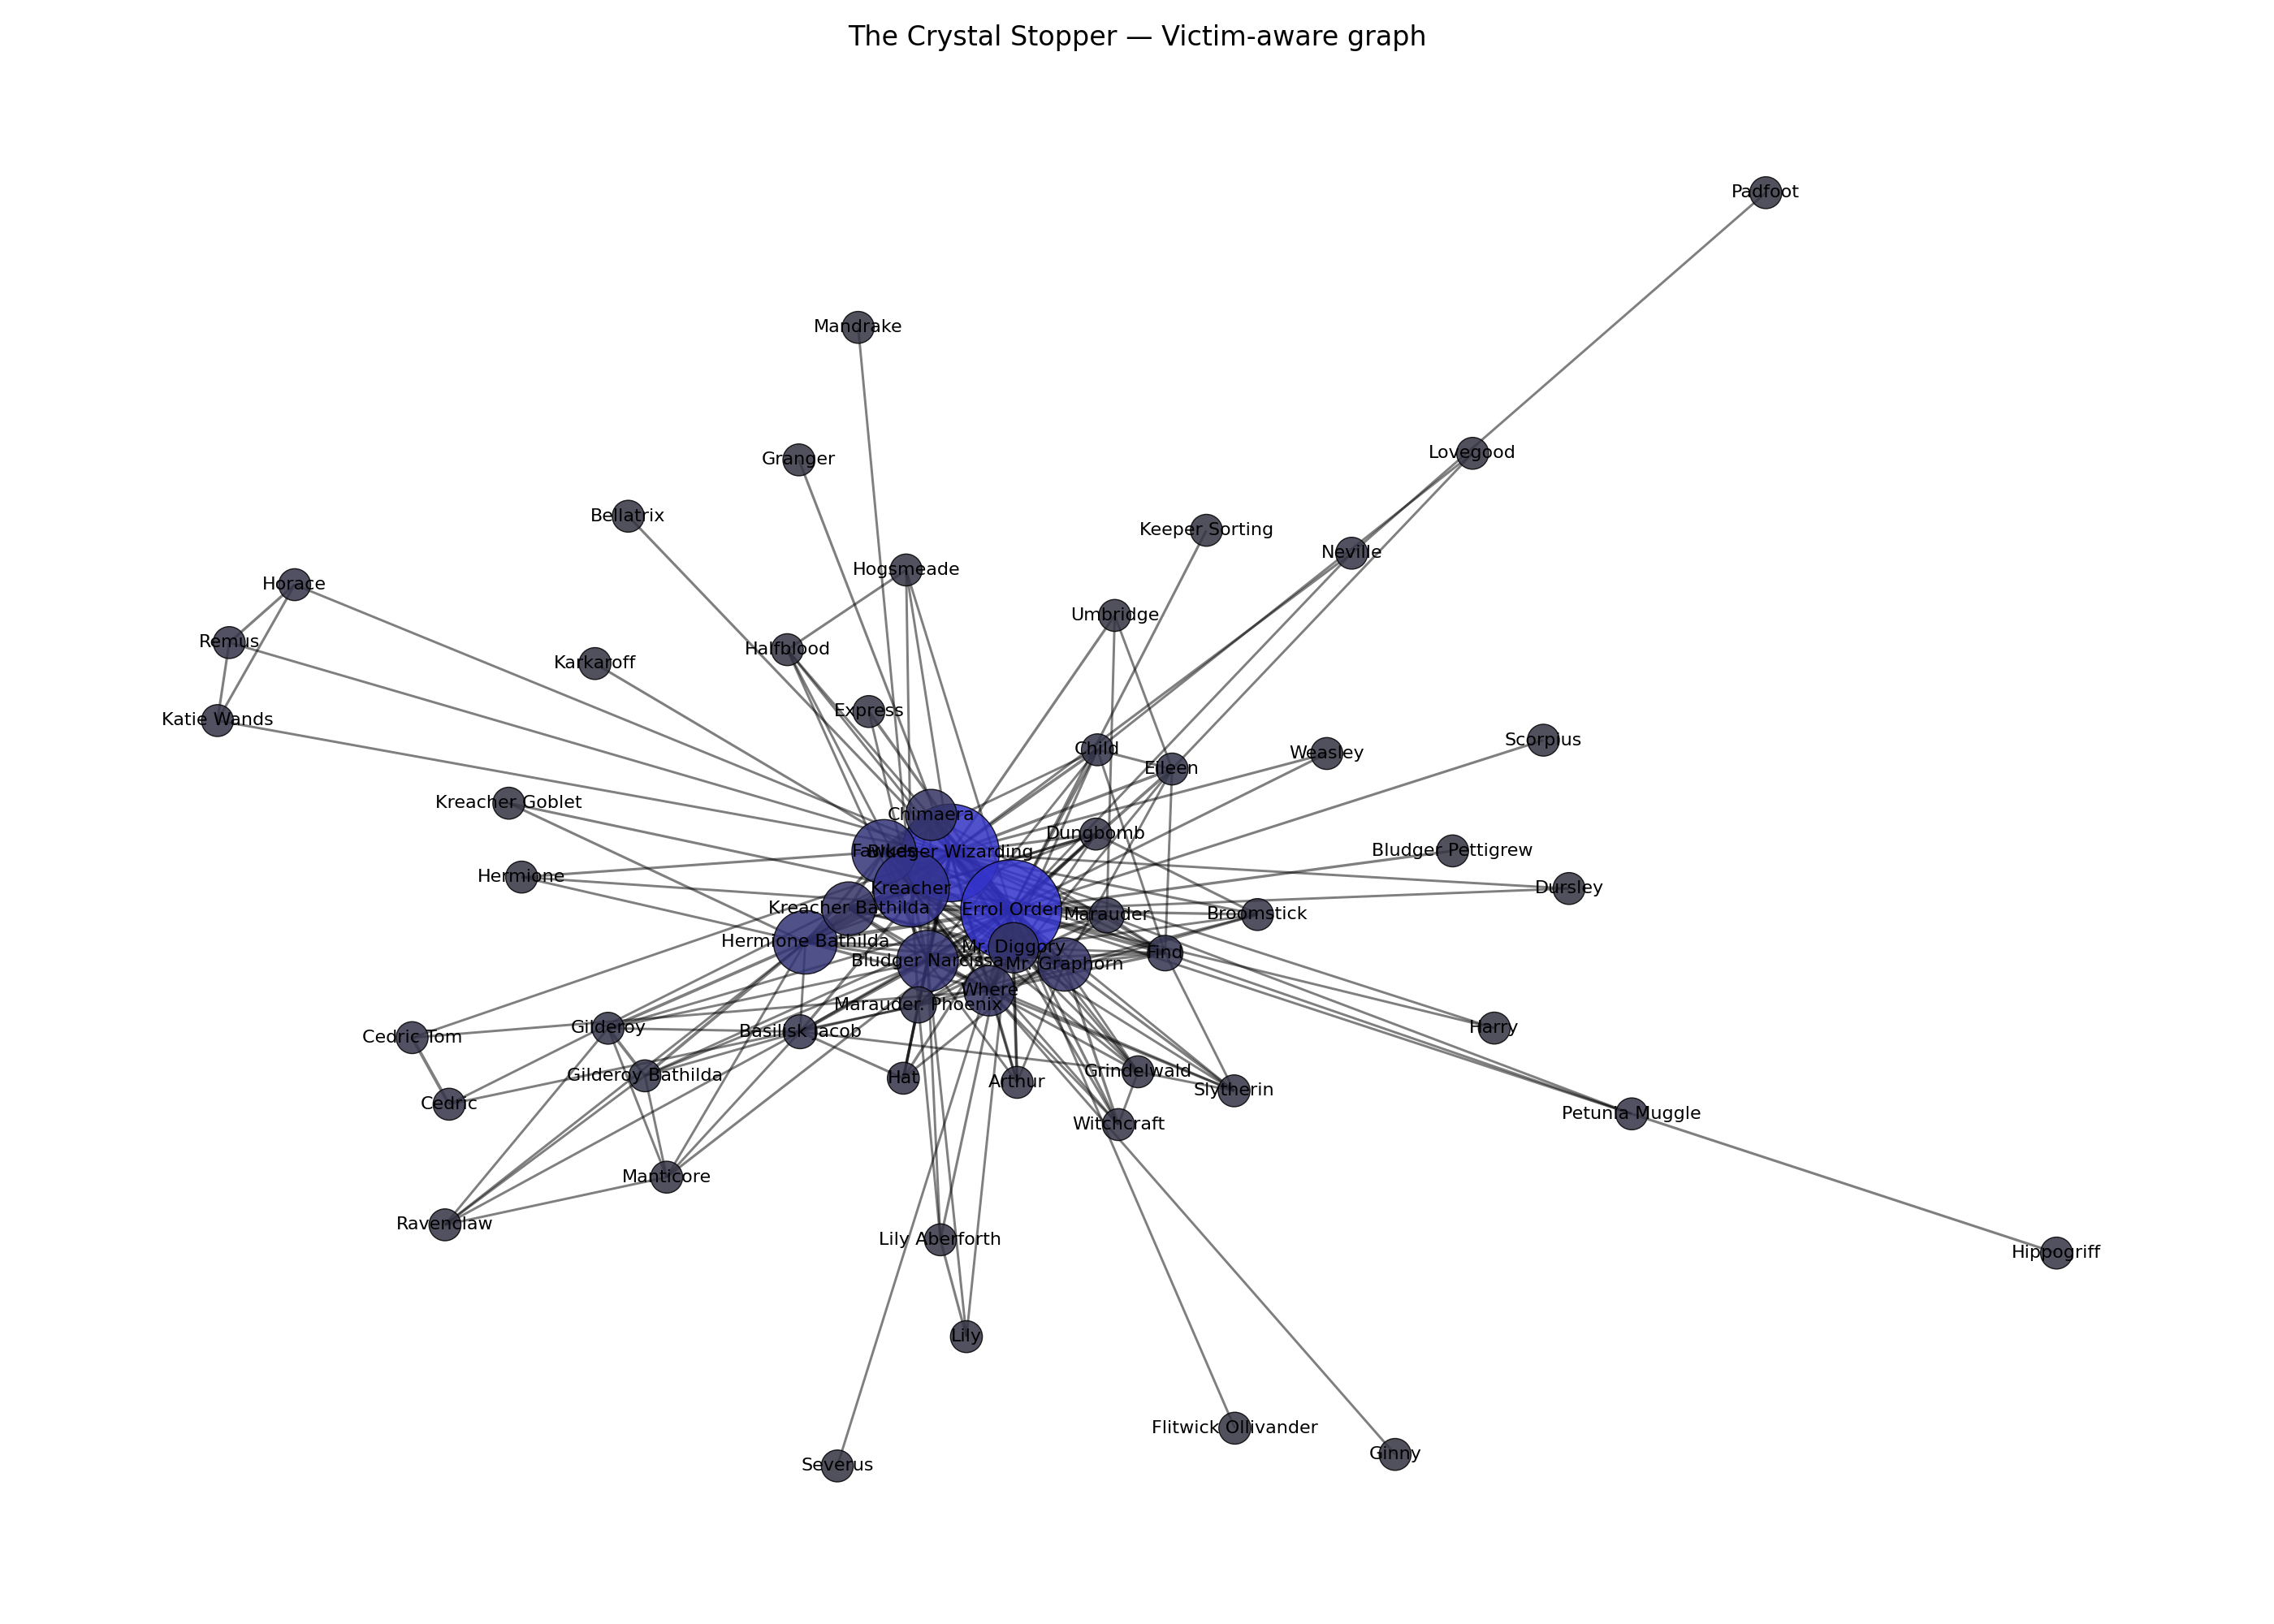 The Crystal Stopper — Victim-aware graph
Padfoot
Mandrake
Granger
Lovegood
Bellatrix
Keeper Sorting
Neville
Hogsmeade
Horace
Umbridge
Remus
Halfblood
Karkaroff
Express
Katie Wands
Child
Weasley
Scorpius
Eileen
Kreacher Goblet
Chimaera
Dungbomb
Fawkes
Bludger Wizarding
Bludger Pettigrew
Hermione
Kreacher
Dursley
Kreacher Bathilda
Errol Order
Marauder
Broomstick
Hermione Bathilda
Mr. Diggory
Find
Bludger Narcissa
Mr. Graphorn
Where
Marauder. Phoenix
Cedric Tom
Gilderoy
Basilisk Jacob
Harry
Gilderoy Bathilda
Hat
Arthur
Grindelwald
Slytherin
Cedric
Witchcraft
Petunia Muggle
Manticore
Ravenclaw
Lily Aberforth
Hippogriff
Lily
Flitwick Ollivander
Ginny
Severus